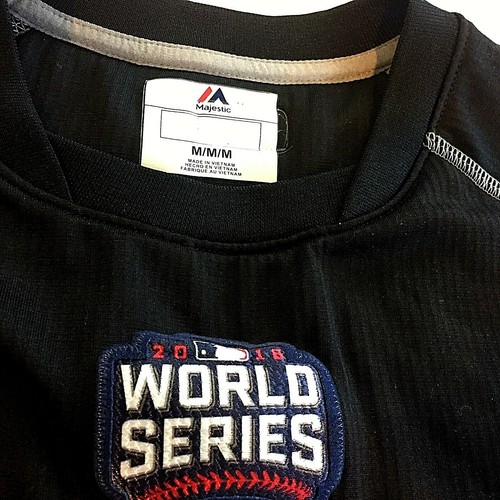 Majestic
M/M/M
MADE IN VIETNAM
HECHO EN VIETNAM
FABRIQUÉ AU VIETNAM
2016
WORLD
SERIES